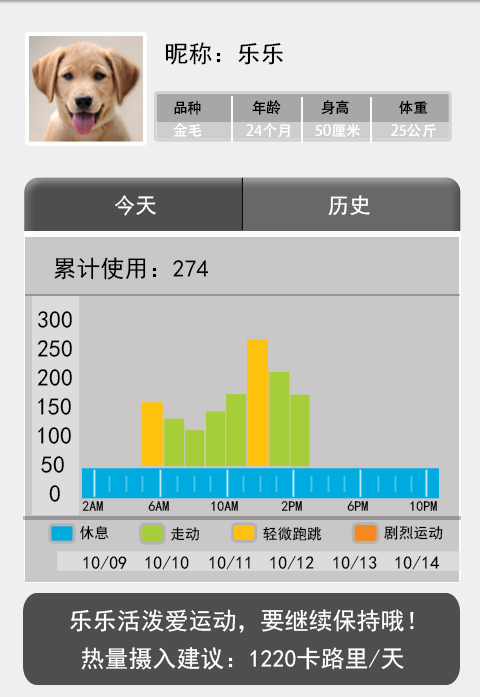 昵称：乐乐
品种 年龄 身高 体重
金毛 24个月 50厘米 25公斤
今天 历史
累计使用：274
300
250
200
150
100
50
0
2AM 6AM 10AM 2PM 6PM 10PM
休息 走动 轻微跑跳 剧烈运动
10/09 10/10 10/11 10/12 10/13 10/14
乐乐活泼爱运动，要继续保持哦！
热量摄入建议：1220卡路里/天